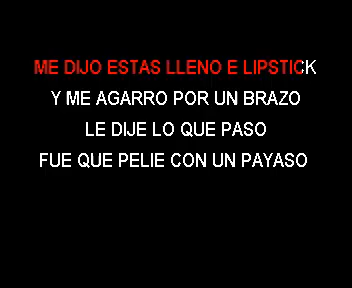 ME DIJO ESTAS LLENO E LIPSTICK
Y ME AGARRO POR UN BRAZO
LE DIJE LO QUE PASO
FUE QUE PELIE CON UN PAYASO